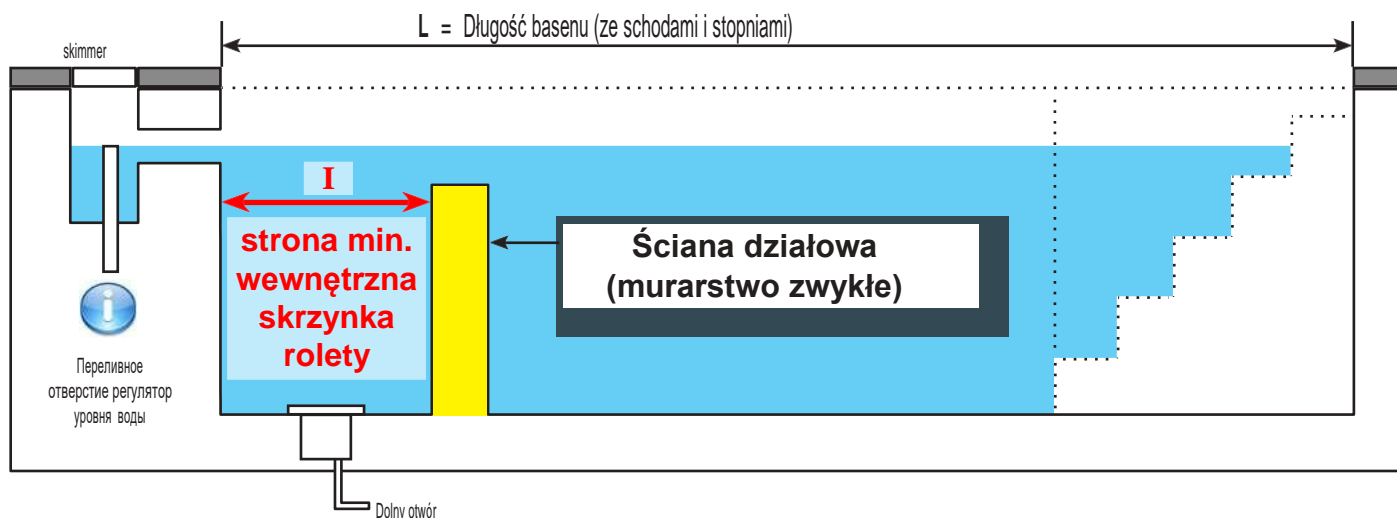 L = Długość basenu (ze schodami i stopniami)
skimmer
I
strona min.
wewnętrzna
skrzynka
rolety
Ściana działowa
(murarstwo zwykłe)
Переливное
отверстие регулятор
уровня воды
Dolny otwór